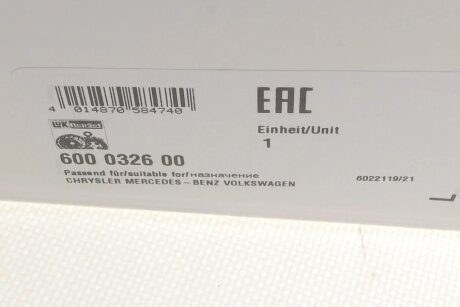 4 014870 584740
EAC
Einheit/Unit
1
LUK
600 0326 00
Passend für/suitable for/назначение
CHRYSLER MERCEDES-BENZ VOLKSWAGEN
6022119/21